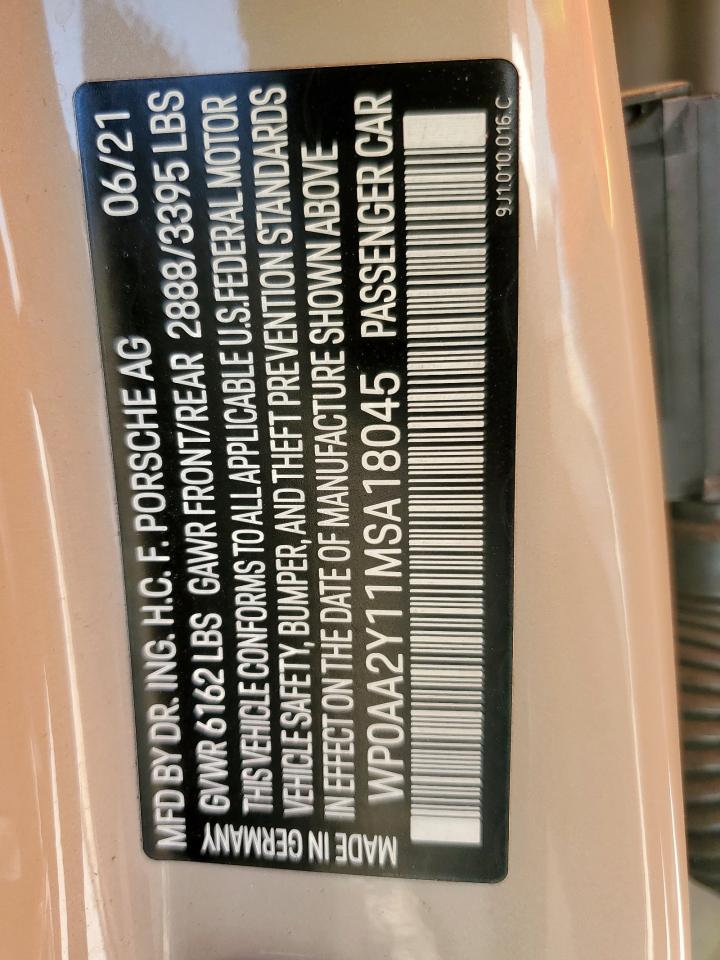 MFD BY DR. ING. H.C. F. PORSCHE AG 06/21
GVWR 6162 LBS GAWR FRONT/REAR 2888/3395 LBS
THIS VEHICLE CONFORMS TO ALL APPLICABLE U.S. FEDERAL MOTOR
VEHICLE SAFETY, BUMPER, AND THEFT PREVENTION STANDARDS
IN EFFECT ON THE DATE OF MANUFACTURE SHOWN ABOVE
WP0AA2Y11MSA18045 PASSENGER CAR
MADE IN GERMANY
9J1.010.016.C